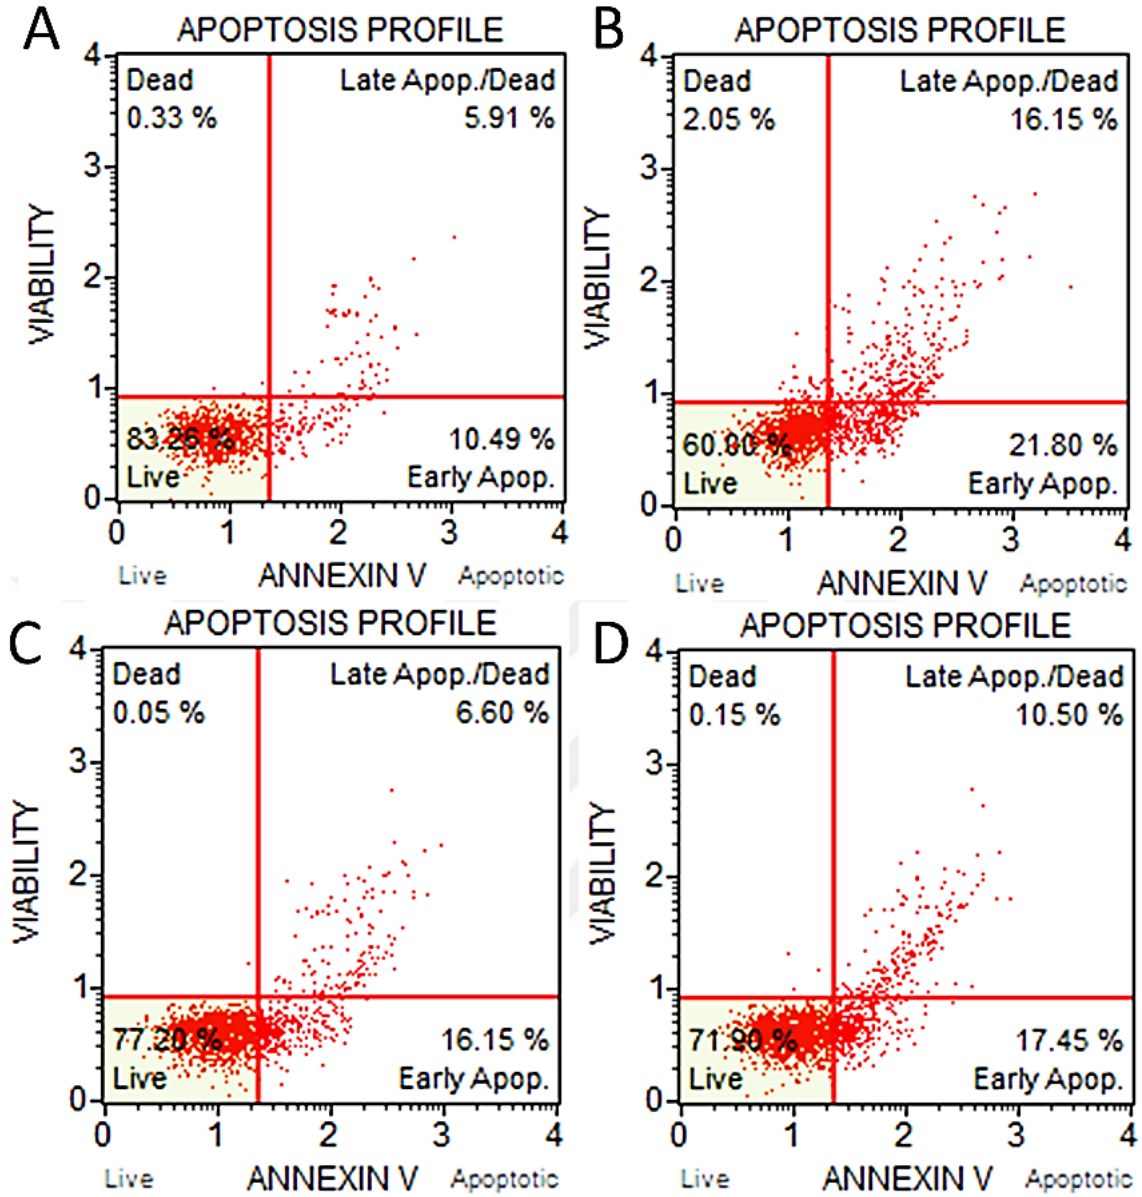 A
APOPTOSIS PROFILE
Dead
Late Apop./Dead
0.33 %
5.91 %
VIABILITY
4
3
2
1
0
83.26 %
10.49 %
Live
Early Apop.
0 1 2 3 4
Live
ANNEXIN V
Apoptotic
B
APOPTOSIS PROFILE
Dead
Late Apop./Dead
2.05 %
16.15 %
VIABILITY
4
3
2
1
0
60.00 %
21.80 %
Live
Early Apop.
0 1 2 3 4
Live
ANNEXIN V
Apoptotic
C
APOPTOSIS PROFILE
Dead
Late Apop./Dead
0.05 %
6.60 %
VIABILITY
4
3
2
1
0
77.20 %
16.15 %
Live
Early Apop.
0 1 2 3 4
Live
ANNEXIN V
Apoptotic
D
APOPTOSIS PROFILE
Dead
Late Apop./Dead
0.15 %
10.50 %
VIABILITY
4
3
2
1
0
71.90 %
17.45 %
Live
Early Apop.
0 1 2 3 4
Live
ANNEXIN V
Apoptotic